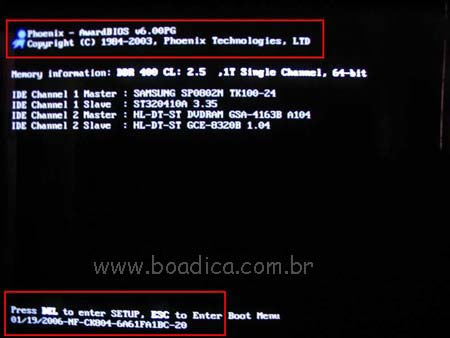 Phoenix - AwardBIOS v6.00PG
Copyright (C) 1984-2003, Phoenix Technologies, LTD
Memory information: DDR 400 CL: 2.5 ,1T Single Channel, 64-bit
IDE Channel 1 Master : SAMSUNG SP0802N TK100-24
IDE Channel 1 Slave : ST320410A 3.35
IDE Channel 2 Master : HL-DT-ST DVDRAM GSA-4163B A104
IDE Channel 2 Slave : HL-DT-ST GCE-8320B 1.04
www.boadica.com.br
Press DEL to enter SETUP, ESC to Enter Boot Menu
01/19/2006-NF-CK804-6A61FA1BC-20